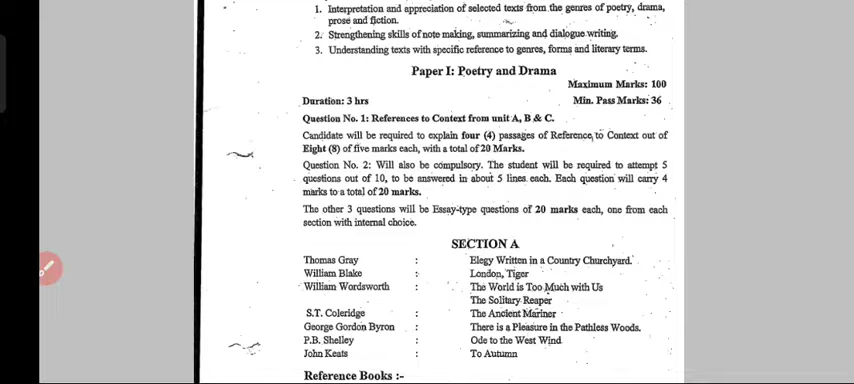 1. Interpretation and appreciation of selected texts from the genres of poetry, drama,
prose and fiction.
2. Strengthening skills of note making, summarizing and dialogue writing.
3. Understanding texts with specific reference to genres, forms and literary terms.
Paper I: Poetry and Drama
Maximum Marks: 100
Duration: 3 hrs Min. Pass Marks: 36
Question No. 1: References to Context from unit A, B & C.
Candidate will be required to explain four (4) passages of Reference to Context out of
Eight (8) of five marks each, with a total of 20 Marks.
Question No. 2: Will also be compulsory. The student will be required to attempt 5
questions out of 10, to be answered in about 5 lines each. Each question will carry 4
marks to a total of 20 marks.
The other 3 questions will be Essay-type questions of 20 marks each, one from each
section with internal choice.
SECTION A
Thomas Gray : Elegy Written in a Country Churchyard.
William Blake : London, Tiger
William Wordsworth : The World is Too Much with Us
The Solitary Reaper
S.T. Coleridge : The Ancient Mariner
George Gordon Byron : There is a Pleasure in the Pathless Woods.
P.B. Shelley : Ode to the West Wind
John Keats : To Autumn
Reference Books :-